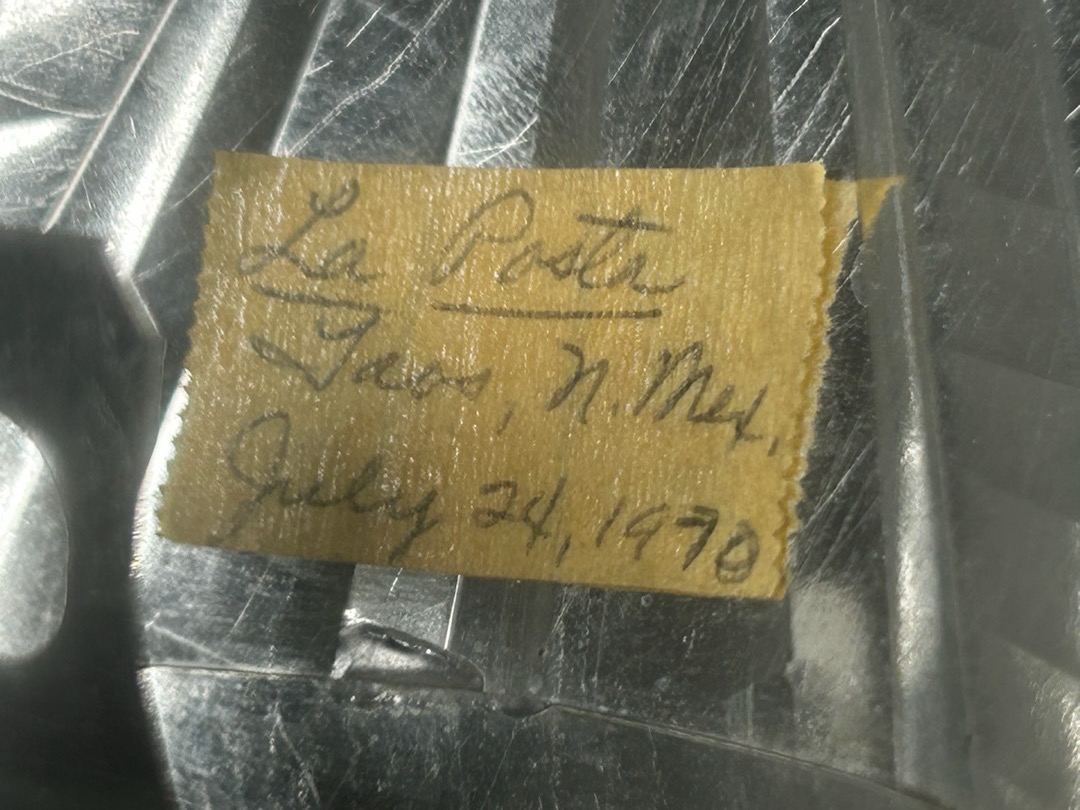 La Posta
Taos, N. Mex.
July 24, 1970